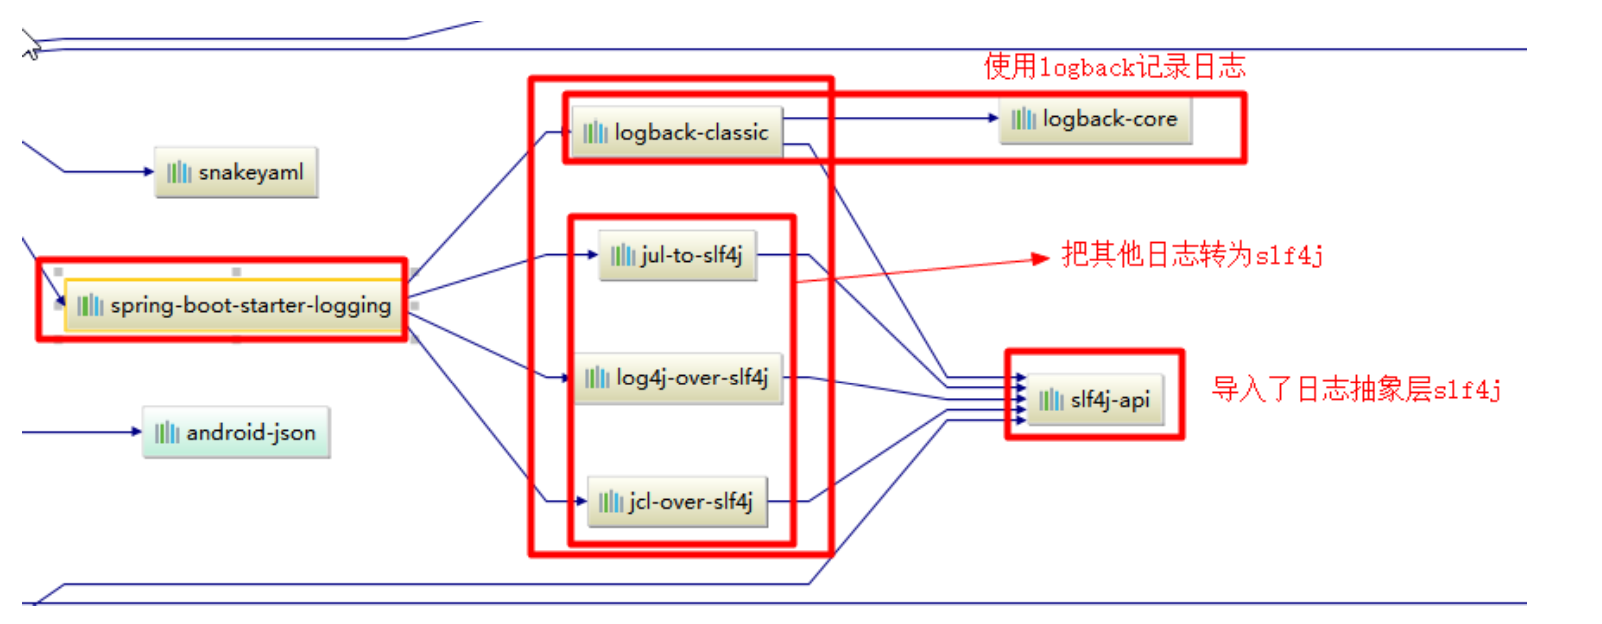 使用logback记录日志
logback-classic
logback-core
snakeyaml
jul-to-slf4j
把其他日志转为slf4j
spring-boot-starter-logging
log4j-over-slf4j
slf4j-api
导入了日志抽象层slf4j
android-json
jcl-over-slf4j